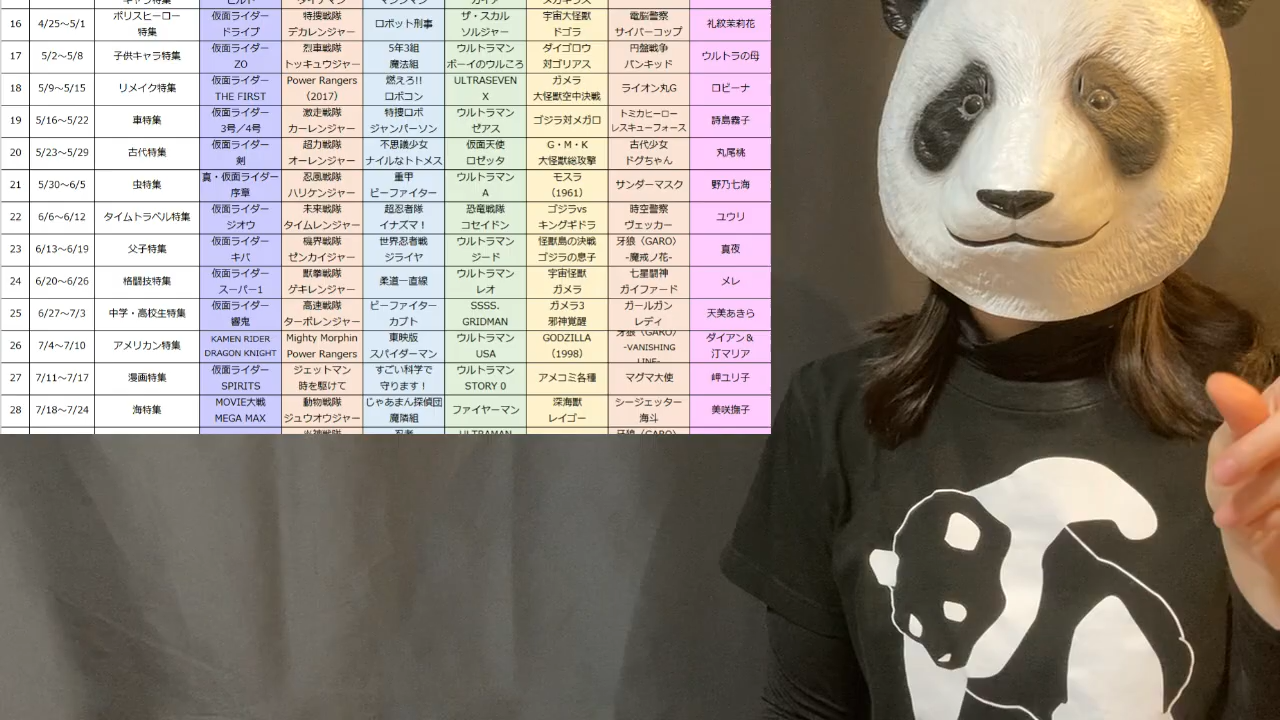 16 4/25～5/1 ポリスヒーロー特集 仮面ライダードライブ 特捜戦隊デカレンジャー ロボット刑事 ザ・スカルソルジャー 宇宙大怪獣ドゴラ 電脳警察サイバーコップ 礼紋茉莉花
17 5/2～5/8 子供キャラ特集 仮面ライダーZO 烈車戦隊トッキュウジャー 5年3組魔法組 ウルトラマンボーイのウルころ ダイゴロウ対ゴリアス 円盤戦争バンキッド ウルトラの母
18 5/9～5/15 リメイク特集 仮面ライダーTHE FIRST Power Rangers（2017） 燃えろ!!ロボコン ULTRASEVEN X ガメラ大怪獣空中決戦 ライオン丸G ロビーナ
19 5/16～5/22 車特集 仮面ライダー3号／4号 激走戦隊カーレンジャー 特捜ロボジャンパーソン ウルトラマンゼアス ゴジラ対メガロ トミカヒーローレスキューフォース 詩島霧子
20 5/23～5/29 古代特集 仮面ライダー剣 超力戦隊オーレンジャー 不思議少女ナイルなトトメス 仮面天使ロゼッタ G・M・K大怪獣総攻撃 古代少女ドグちゃん 丸尾桃
21 5/30～6/5 虫特集 真・仮面ライダー序章 忍風戦隊ハリケンジャー 重甲ビーファイター ウルトラマンA モスラ（1961） サンダーマスク 野乃七海
22 6/6～6/12 タイムトラベル特集 仮面ライダージオウ 未来戦隊タイムレンジャー 超忍者隊イナズマ！ 恐竜戦隊コセイドン ゴジラvsキングギドラ 時空警察ヴェッカー ユウリ
23 6/13～6/19 父子特集 仮面ライダーキバ 機界戦隊ゼンカイジャー 世界忍者戦ジライヤ ウルトラマンジード 怪獣島の決戦ゴジラの息子 牙狼〈GARO〉-魔戒ノ花- 真夜
24 6/20～6/26 格闘技特集 仮面ライダースーパー1 獣拳戦隊ゲキレンジャー 柔道一直線 ウルトラマンレオ 宇宙怪獣ガメラ 七星闘神ガイファード メレ
25 6/27～7/3 中学・高校生特集 仮面ライダー響鬼 高速戦隊ターボレンジャー ビーファイターカブト SSSS.GRIDMAN ガメラ3邪神覚醒 ガールガンレディ 天美あきら
26 7/4～7/10 アメリカン特集 KAMEN RIDER DRAGON KNIGHT Mighty Morphin Power Rangers 東映版スパイダーマン ウルトラマンUSA GODZILLA（1998） 牙狼〈GARO〉-VANISHING LINE- ダイアン＆汀マリア
27 7/11～7/17 漫画特集 仮面ライダーSPIRITS ジェットマン時を駆けて すごい科学で守ります！ ウルトラマンSTORY 0 アメコミ各種 マグマ大使 岬ユリ子
28 7/18～7/24 海特集 MOVIE大戦MEGA MAX 動物戦隊ジュウオウジャー じゃあまん探偵団魔隣組 ファイヤーマン 深海獣レイゴー シージェッター海斗 美咲撫子